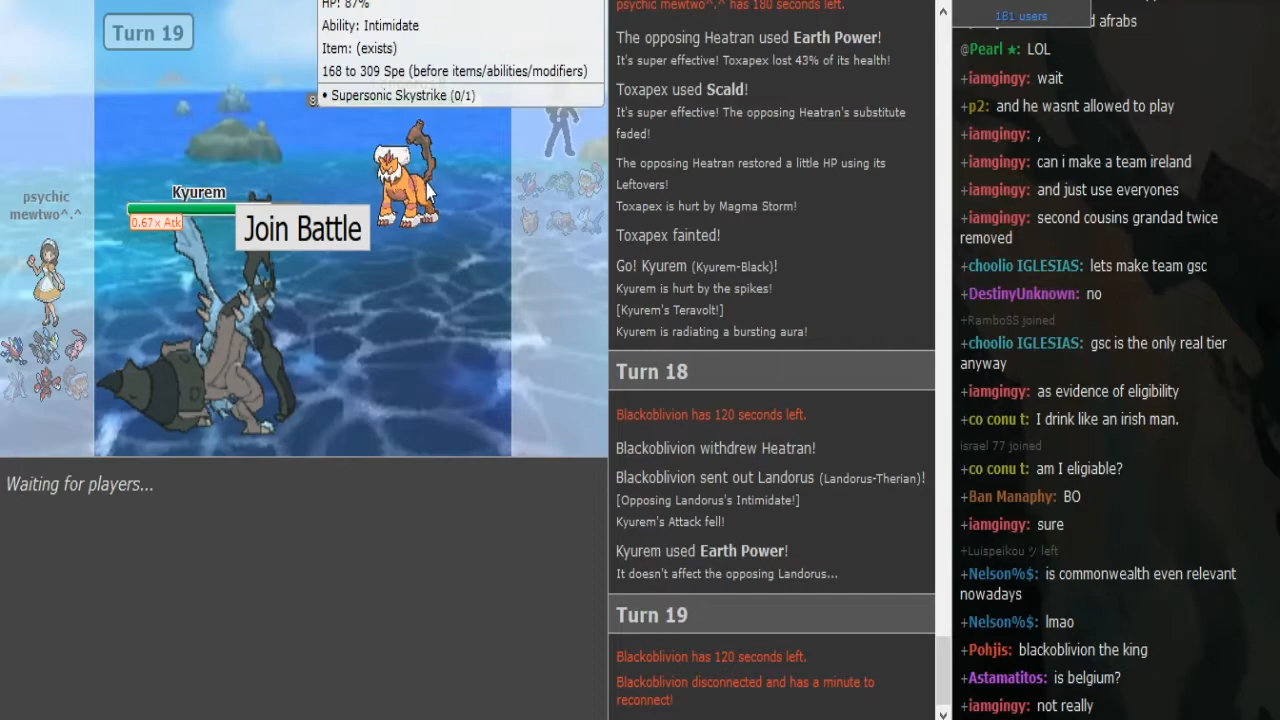 Turn 19
HP: 87%
Ability: Intimidate
Item: (exists)
168 to 309 Spe (before items/abilities/modifiers)
• Supersonic Skystrike (0/1)
psychic
mewtwo^.^
Kyurem
0.67× Atk
Join Battle
Waiting for players...
psychic mewtwo^.^ has 180 seconds left.
The opposing Heatran used Earth Power!
It's super effective! Toxapex lost 43% of its health!
Toxapex used Scald!
It's super effective! The opposing Heatran's substitute
faded!
The opposing Heatran restored a little HP using its
Leftovers!
Toxapex is hurt by Magma Storm!
Toxapex fainted!
Go! Kyurem (Kyurem-Black)!
Kyurem is hurt by the spikes!
[Kyurem's Teravolt!]
Kyurem is radiating a bursting aura!
Turn 18
Blackoblivion has 120 seconds left.
Blackoblivion withdrew Heatran!
Blackoblivion sent out Landorus (Landorus-Therian)!
[Opposing Landorus's Intimidate!]
Kyurem's Attack fell!
Kyurem used Earth Power!
It doesn't affect the opposing Landorus...
Turn 19
Blackoblivion has 120 seconds left.
Blackoblivion disconnected and has a minute to
reconnect!
181 users
d afrabs
@Pearl ★: LOL
+iamgingy: wait
+p2: and he wasnt allowed to play
+iamgingy: ,
+iamgingy: can i make a team ireland
+iamgingy: and just use everyones
+iamgingy: second cousins grandad twice
removed
+choolio IGLESIAS: lets make team gsc
+DestinyUnknown: no
+RamboSS joined
+choolio IGLESIAS: gsc is the only real tier
anyway
+iamgingy: as evidence of eligibility
+co conu t: I drink like an irish man.
israel 77 joined
+co conu t: am I eligiable?
+Ban Manaphy: BO
+iamgingy: sure
+Luispeikou ツ left
+Nelson%$: is commonwealth even relevant
nowadays
+Nelson%$: lmao
+Pohjis: blackoblivion the king
+Astamatitos: is belgium?
+iamgingy: not really